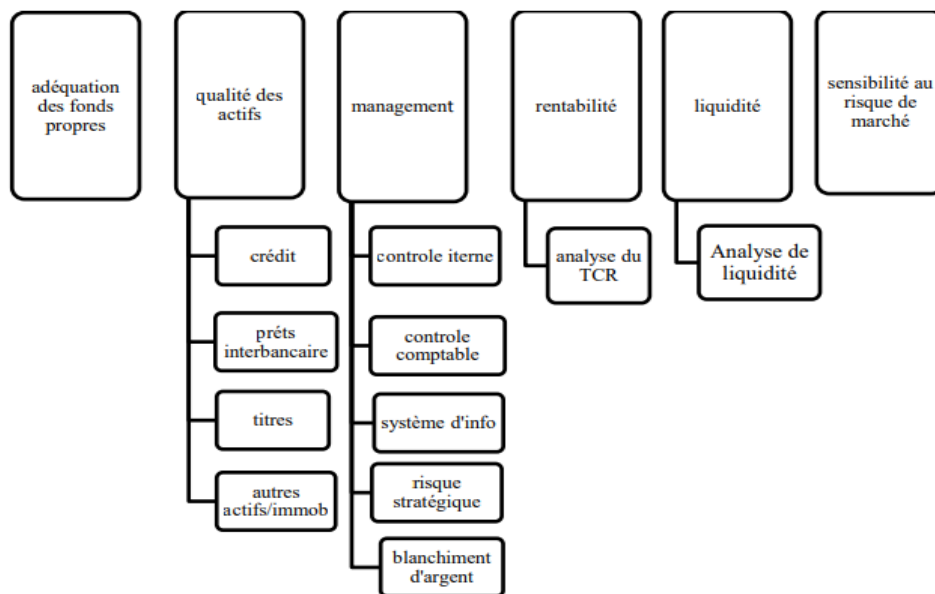 adéquation
des fonds
propres
qualité des
actifs
management
rentabilité
liquidité
sensibilité au
risque de
marché
crédit
préts
interbancaire
titres
autres
actifs/immob
controle iterne
controle
comptable
système d'info
risque
stratégique
blanchiment
d'argent
analyse du
TCR
Analyse de
liquidité